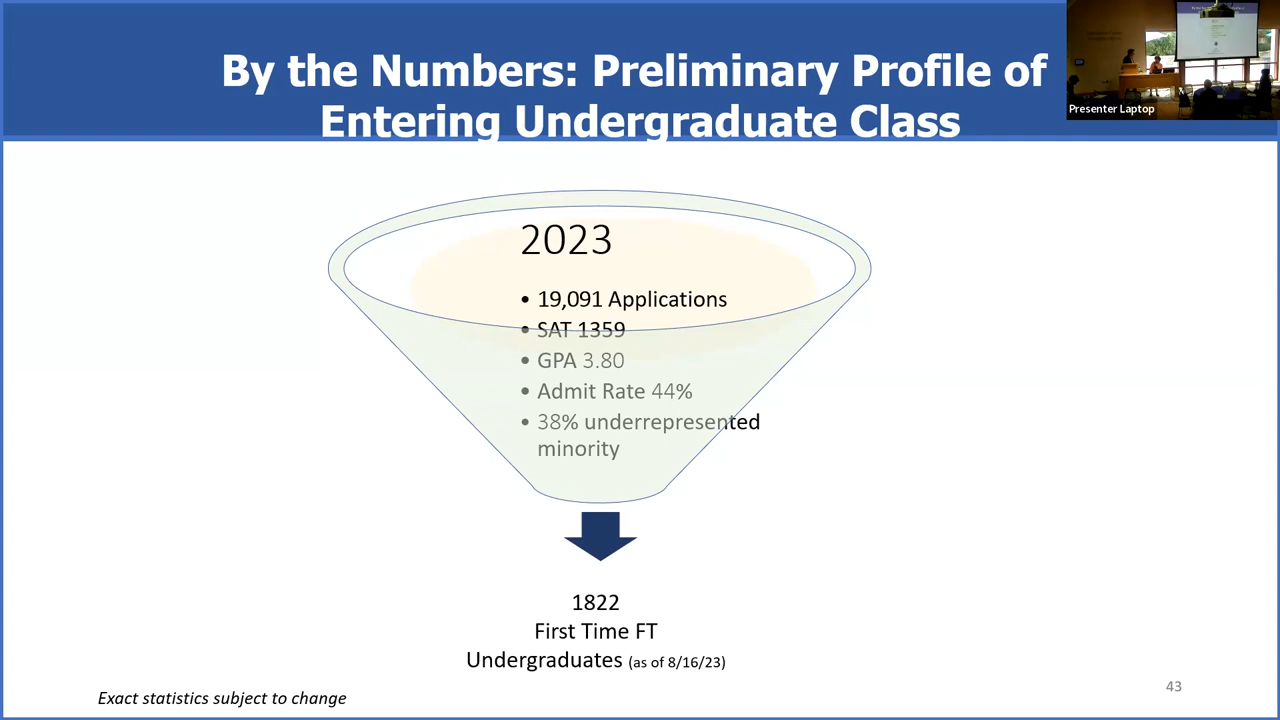 By the Numbers: Preliminary Profile of
Entering Undergraduate Class
Presenter Laptop
2023
• 19,091 Applications
• SAT 1359
• GPA 3.80
• Admit Rate 44%
• 38% underrepresented
minority
1822
First Time FT
Undergraduates (as of 8/16/23)
Exact statistics subject to change
43